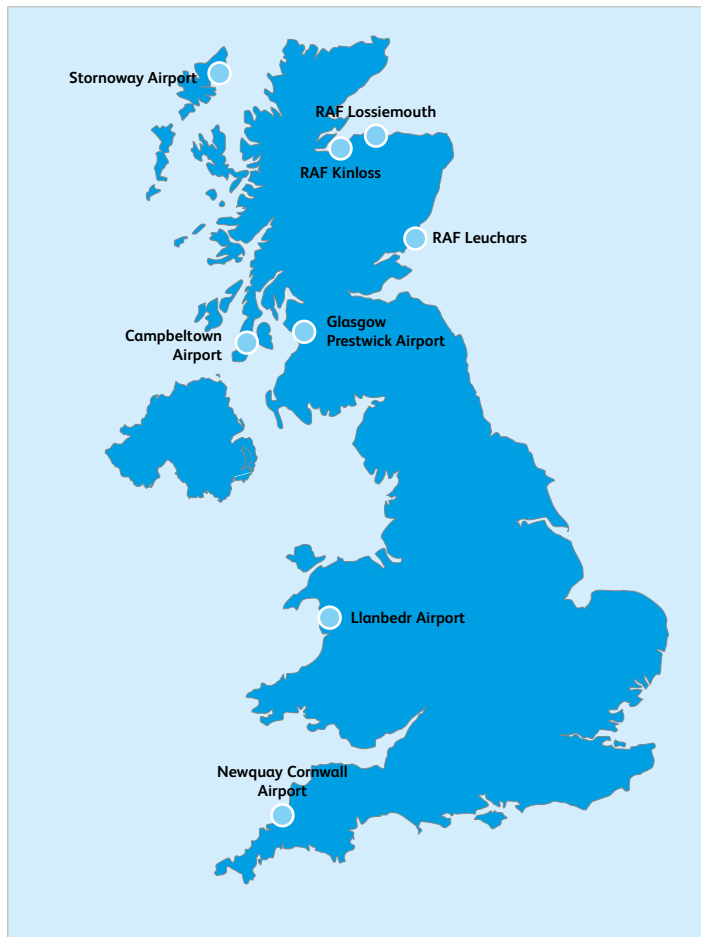 Stornoway Airport
RAF Lossiemouth
RAF Kinloss
RAF Leuchars
Glasgow
Prestwick Airport
Campbeltown
Airport
Llanbedr Airport
Newquay Cornwall
Airport